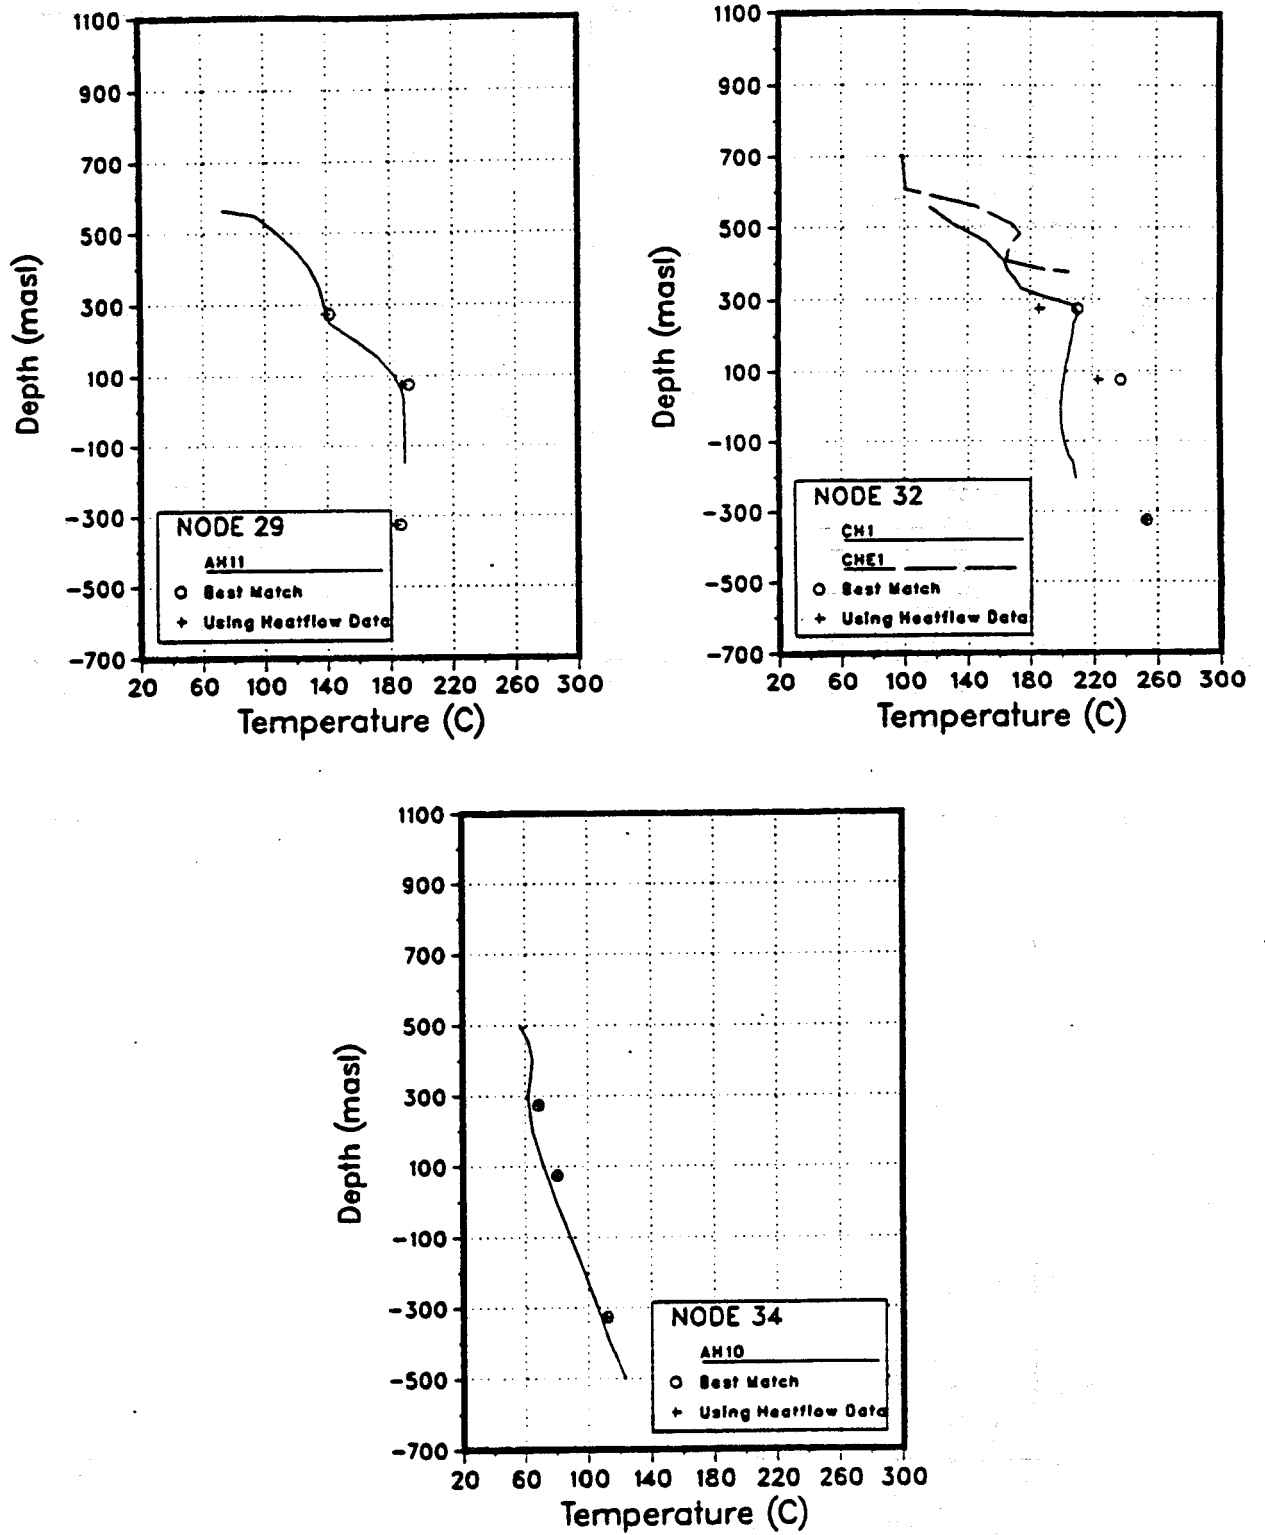 1100
900
700
500
300
100
-100
-300
-500
-700
Depth (masl)
NODE 29
AH11
Best Match
Using Heatflow Data
20 60 100 140 180 220 260 300
Temperature (C)
1100
900
700
500
300
100
-100
-300
-500
-700
Depth (masl)
NODE 32
CH1
CHE1
Best Match
Using Heatflow Data
20 60 100 140 180 220 260 300
Temperature (C)
1100
900
700
500
300
100
-100
-300
-500
-700
Depth (masl)
NODE 34
AH10
Best Match
Using Heatflow Data
20 60 100 140 180 220 260 300
Temperature (C)